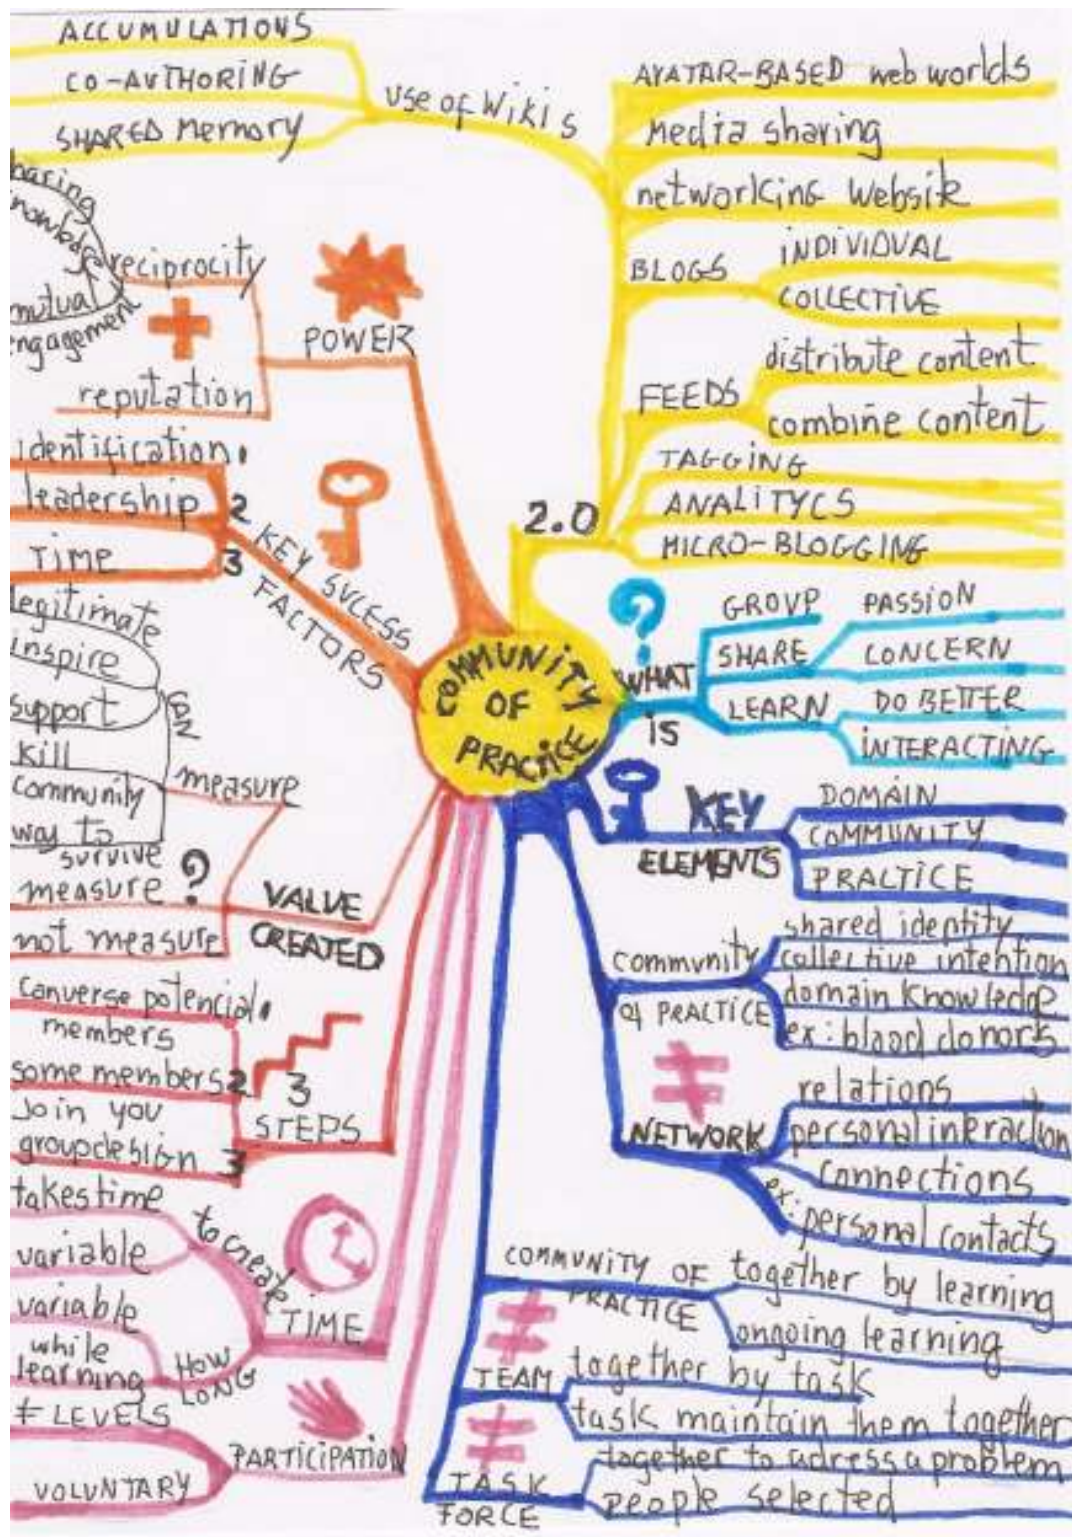 COMMUNITY
OF
PRACTICE
2.0
use of Wikis
ACCUMULATIONS
CO-AUTHORING
SHARED memory
AVATAR-BASED web worlds
media sharing
networking websik
BLOGS
INDIVIDUAL
COLLECTIVE
FEEDS
distribute content
combine content
TAGGING
ANALITYCS
MICRO-BLOGGING
?
WHAT
IS
GROUP
SHARE
PASSION
CONCERN
LEARN
DO BETTER
INTERACTING
KEY
ELEMENTS
DOMAIN
COMMUNITY
PRACTICE
community
of PRACTICE
shared identity
collective intention
domain knowledge
ex: blood donors
≠
NETWORK
relations
personal interaction
connections
ex: personal contacts
COMMUNITY OF
PRACTICE
together by learning
ongoing learning
≠
TEAM
together by task
task maintain them together
≠
TASK
FORCE
together to adress a problem
people selected
PARTICIPATION
≠ LEVELS
VOLUNTARY
TIME
to create
takes time
variable
HOW
LONG
variable
while
learning
3
STEPS
converse potencial.
members
some members 2
Join you
group design 3
VALUE
CREATED
measure
can
legitimate
inspire
support
kill
community
way to
survive
measure ?
not measure
KEY SUCESS
FACTORS
identification.
leadership 2
TIME 3
POWER
reciprocity
haring
nowledge
mutual
ngagement
+
reputation